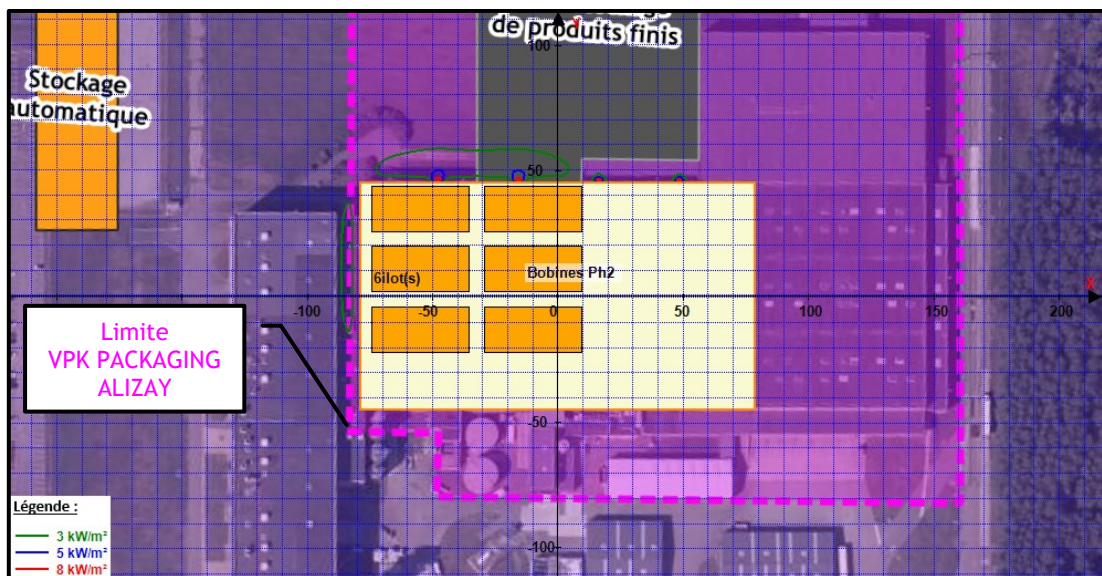 de produits finis
Y
100
Stockage
automatique
50
6ilot(s)
Bobines Ph2
X
-100
-50
50
100
150
200
Limite
VPK PACKAGING
ALIZAY
-50
-100
Légende :
3 kW/m²
5 kW/m²
8 kW/m²